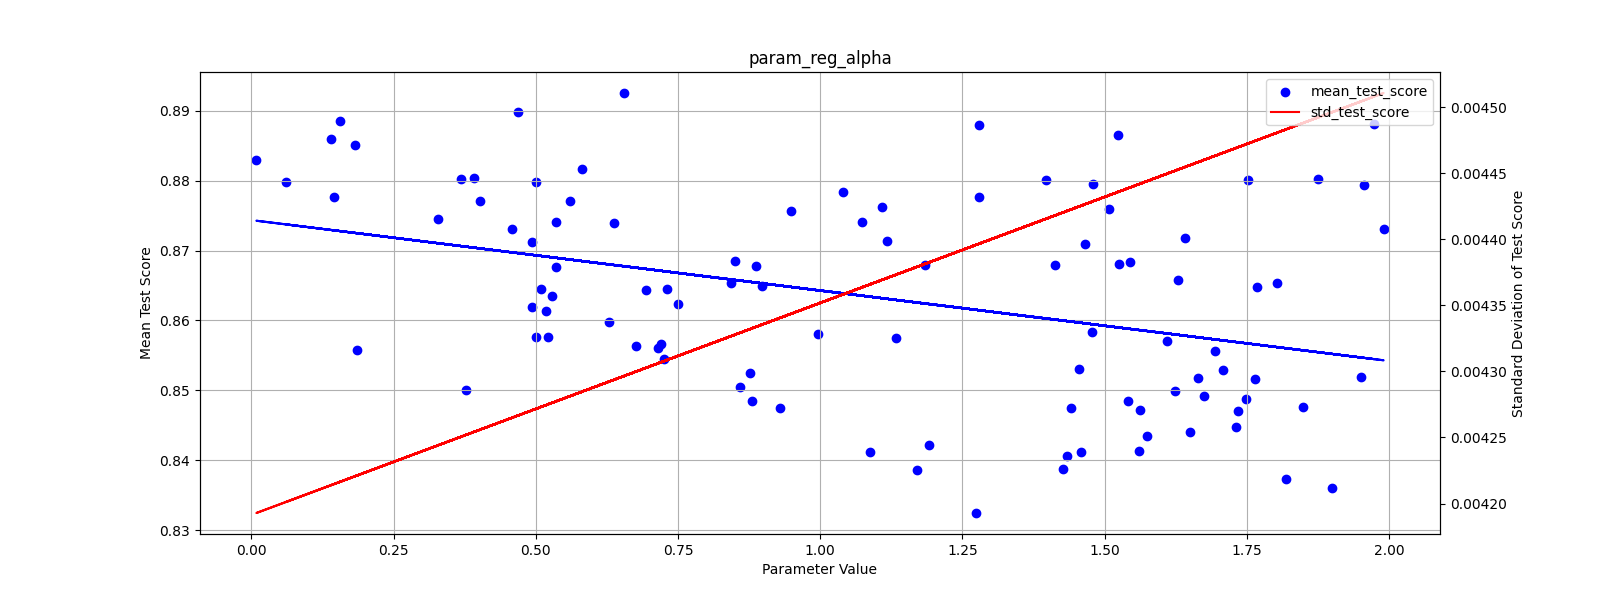 param_reg_alpha
mean_test_score
std_test_score
Mean Test Score
0.89
0.88
0.87
0.86
0.85
0.84
0.83
0.00450
0.00445
0.00440
0.00435
0.00430
0.00425
0.00420
Standard Deviation of Test Score
0.00 0.25 0.50 0.75 1.00 1.25 1.50 1.75 2.00
Parameter Value